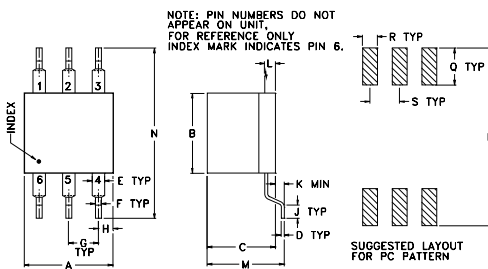 NOTE: PIN NUMBERS DO NOT
APPEAR ON UNIT,
FOR REFERENCE ONLY
INDEX MARK INDICATES PIN 6.
L
R TYP
Q TYP
S TYP
1 2 3
INDEX
N
B
6 5 4
E TYP
F TYP
H
G
TYP
A
K MIN
J TYP
D TYP
C
M
SUGGESTED LAYOUT
FOR PC PATTERN